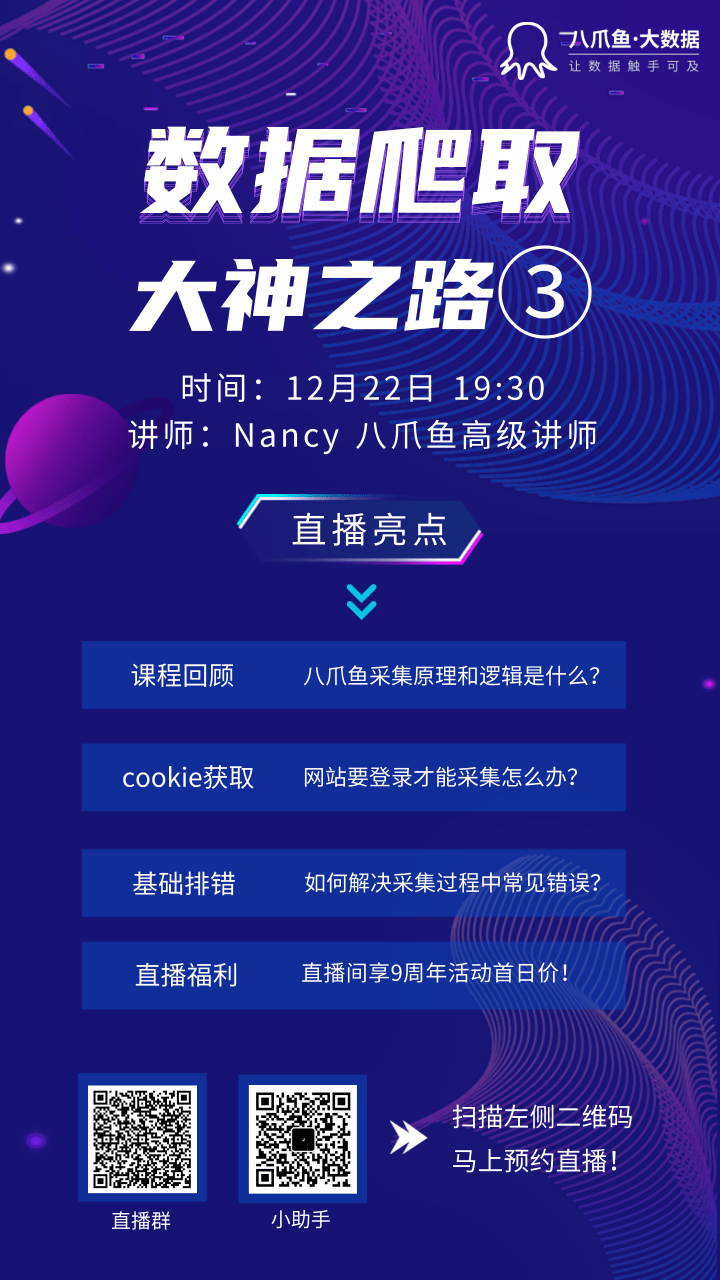 八爪鱼·大数据
让数据触手可及
数据爬取
大神之路③
时间：12月22日 19:30
讲师：Nancy 八爪鱼高级讲师
直播亮点
课程回顾 八爪鱼采集原理和逻辑是什么？
cookie获取 网站要登录才能采集怎么办？
基础排错 如何解决采集过程中常见错误？
直播福利 直播间享9周年活动首日价！
扫描左侧二维码
马上预约直播！
直播群
小助手